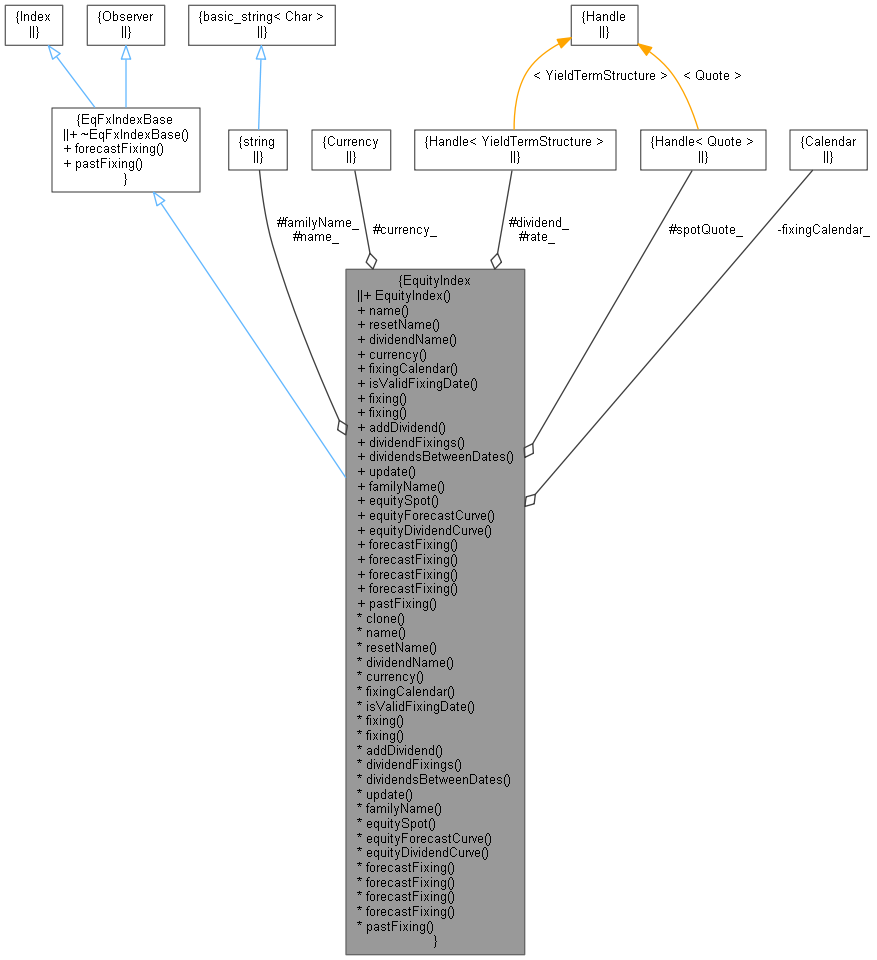 {Index
||}
{Observer
||}
{basic_string< Char >
||}
{Handle
||}
< YieldTermStructure >
< Quote >
{EqFxIndexBase
||+ ~EqFxIndexBase()
+ forecastFixing()
+ pastFixing()
}
{string
||}
{Currency
||}
{Handle< YieldTermStructure >
||}
{Handle< Quote >
||}
{Calendar
||}
#familyName_
#name_
#currency_
#dividend_
#rate_
#spotQuote_
-fixingCalendar_
{EquityIndex
||+ EquityIndex()
+ name()
+ resetName()
+ dividendName()
+ currency()
+ fixingCalendar()
+ isValidFixingDate()
+ fixing()
+ fixing()
+ addDividend()
+ dividendFixings()
+ dividendsBetweenDates()
+ update()
+ familyName()
+ equitySpot()
+ equityForecastCurve()
+ equityDividendCurve()
+ forecastFixing()
+ forecastFixing()
+ forecastFixing()
+ forecastFixing()
+ pastFixing()
* clone()
* name()
* resetName()
* dividendName()
* currency()
* fixingCalendar()
* isValidFixingDate()
* fixing()
* fixing()
* addDividend()
* dividendFixings()
* dividendsBetweenDates()
* update()
* familyName()
* equitySpot()
* equityForecastCurve()
* equityDividendCurve()
* forecastFixing()
* forecastFixing()
* forecastFixing()
* forecastFixing()
* pastFixing()
}